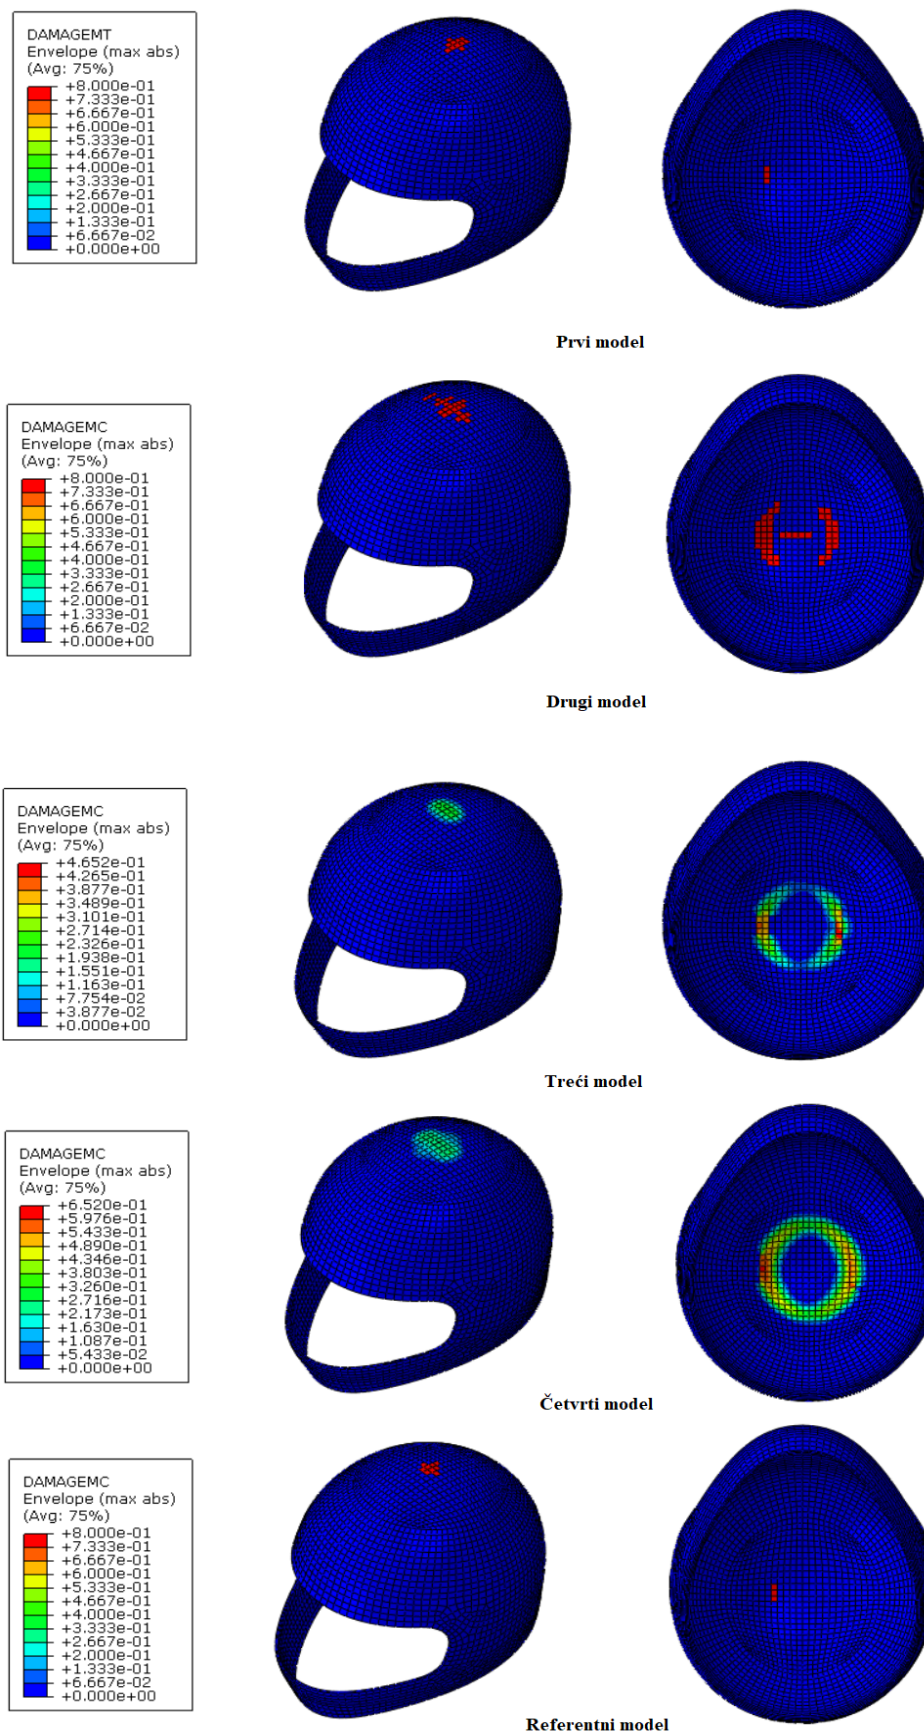 DAMAGEMT
Envelope (max abs)
(Avg: 75%)
+8.000e-01
+7.333e-01
+6.667e-01
+6.000e-01
+5.333e-01
+4.667e-01
+4.000e-01
+3.333e-01
+2.667e-01
+2.000e-01
+1.333e-01
+6.667e-02
+0.000e+00
Prvi model
DAMAGEMC
Envelope (max abs)
(Avg: 75%)
+8.000e-01
+7.333e-01
+6.667e-01
+6.000e-01
+5.333e-01
+4.667e-01
+4.000e-01
+3.333e-01
+2.667e-01
+2.000e-01
+1.333e-01
+6.667e-02
+0.000e+00
Drugi model
DAMAGEMC
Envelope (max abs)
(Avg: 75%)
+4.652e-01
+4.265e-01
+3.877e-01
+3.489e-01
+3.101e-01
+2.714e-01
+2.326e-01
+1.938e-01
+1.551e-01
+1.163e-01
+7.754e-02
+3.877e-02
+0.000e+00
Treći model
DAMAGEMC
Envelope (max abs)
(Avg: 75%)
+6.520e-01
+5.976e-01
+5.433e-01
+4.890e-01
+4.346e-01
+3.803e-01
+3.260e-01
+2.716e-01
+2.173e-01
+1.630e-01
+1.087e-01
+5.433e-02
+0.000e+00
Četvrti model
DAMAGEMC
Envelope (max abs)
(Avg: 75%)
+8.000e-01
+7.333e-01
+6.667e-01
+6.000e-01
+5.333e-01
+4.667e-01
+4.000e-01
+3.333e-01
+2.667e-01
+2.000e-01
+1.333e-01
+6.667e-02
+0.000e+00
Referentni model